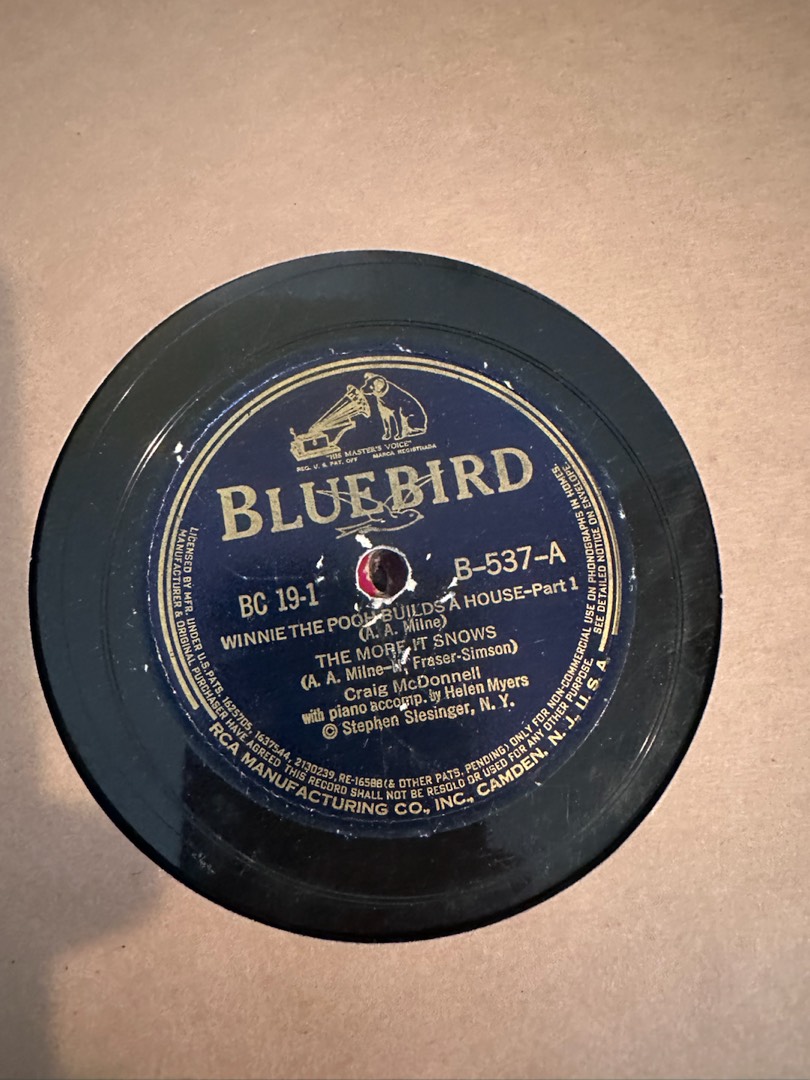 "HIS MASTER'S VOICE"
REG. U. S. PAT. OFF MARCA REGISTRADA
BLUEBIRD
BC 19-1
B-537-A
WINNIE THE POOH BUILDS A HOUSE-Part 1
(A. A. Milne)
THE MORE IT SNOWS
(A. A. Milne-H. Fraser-Simson)
Craig McDonnell
with piano accomp. by Helen Myers
© Stephen Slesinger, N. Y.
LICENSED BY MFR. UNDER U.S. PATS. 1625705, 1637544, 2130239, RE-16588 (& OTHER PATS. PENDING) ONLY FOR NON-COMMERCIAL USE ON PHONOGRAPHS IN HOMES.
MANUFACTURER & ORIGINAL PURCHASER HAVE AGREED THIS RECORD SHALL NOT BE RESOLD OR USED FOR ANY OTHER PURPOSE. SEE DETAILED NOTICE ON ENVELOPE
RCA MANUFACTURING CO., INC., CAMDEN, N. J., U. S. A.